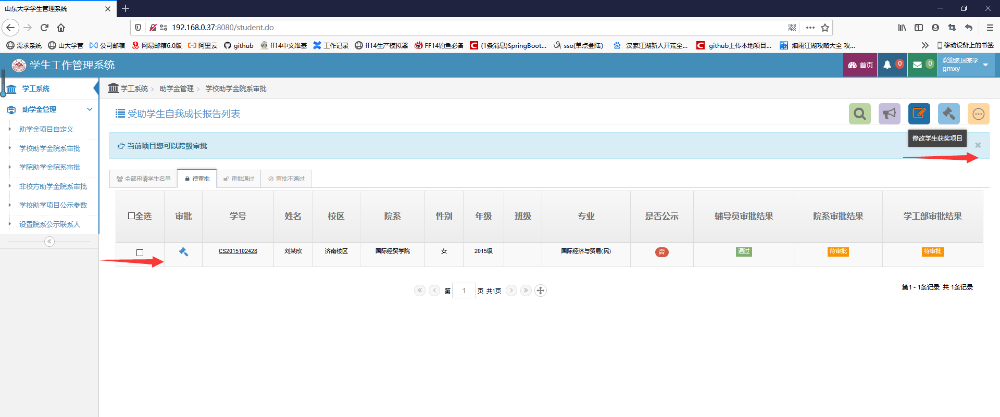 山东大学学生管理系统
192.168.0.37:8080/student.do
需求系统 山大学管 公司邮箱 网易邮箱6.0版 阿里云 github ff14中文维基 工作记录 ff14生产模拟器 FF14钓鱼必备 (1条消息)SpringBoot... sso(单点登陆) 汉家江湖新人开荒全... github上传本地项目... 烟雨江湖攻略大全 攻... 移动设备上的书签
学生工作管理系统 首页 0 0 欢迎您,国某学
gmxy
学工系统
助学金管理
助学金项目自定义
学校助学金院系审批
学院助学金院系审批
非校方助学金院系审批
学校助学项目公示参数
设置院系公示联系人
学工系统 助学金管理 学校助学金院系审批
受助学生自我成长报告列表
修改学生获奖项目
当前项目您可以跨级审批
全部申请学生名单 待审批 审批通过 审批不通过
全选 审批 学号 姓名 校区 院系 性别 年级 班级 专业 是否公示 辅导员审批结果 院系审批结果 学工部审批结果
CS2015102428 刘某欣 济南校区 国际经贸学院 女 2015级 国际经济与贸易(民) 否 通过 待审批 待审批
第 1 页 共1页
第1 - 1条记录 共 1条记录